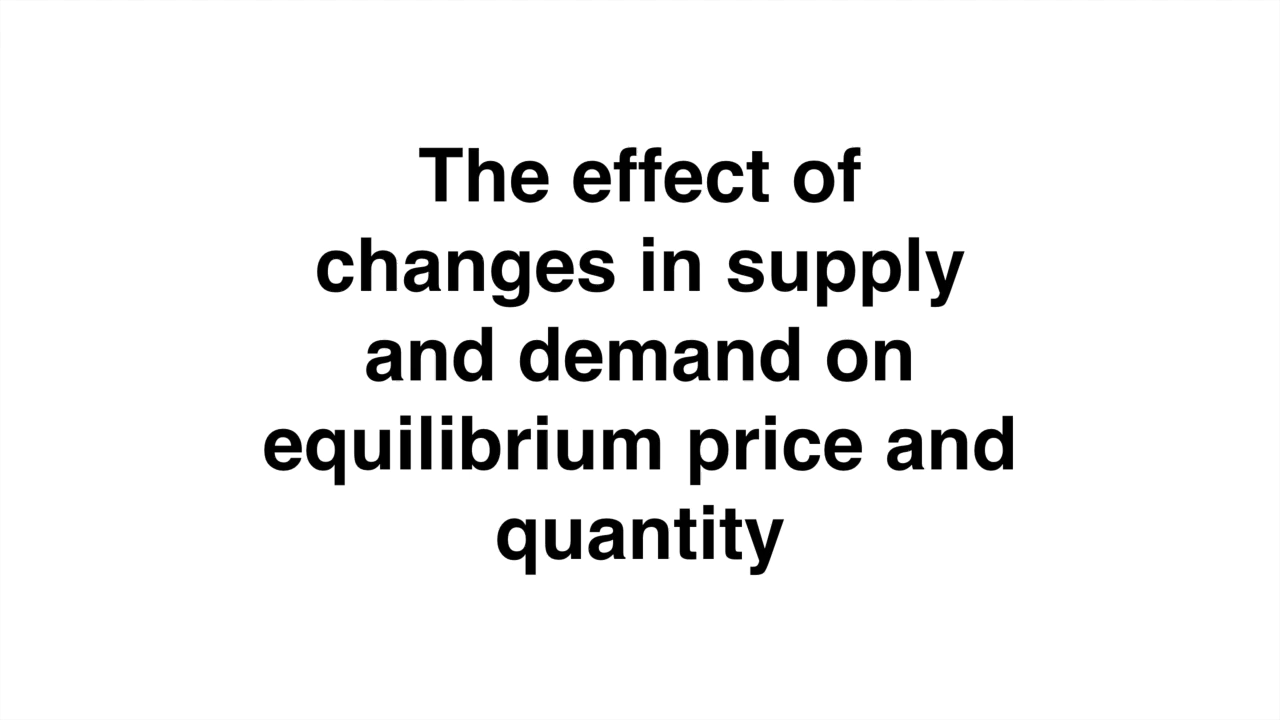 The effect of
changes in supply
and demand on
equilibrium price and
quantity